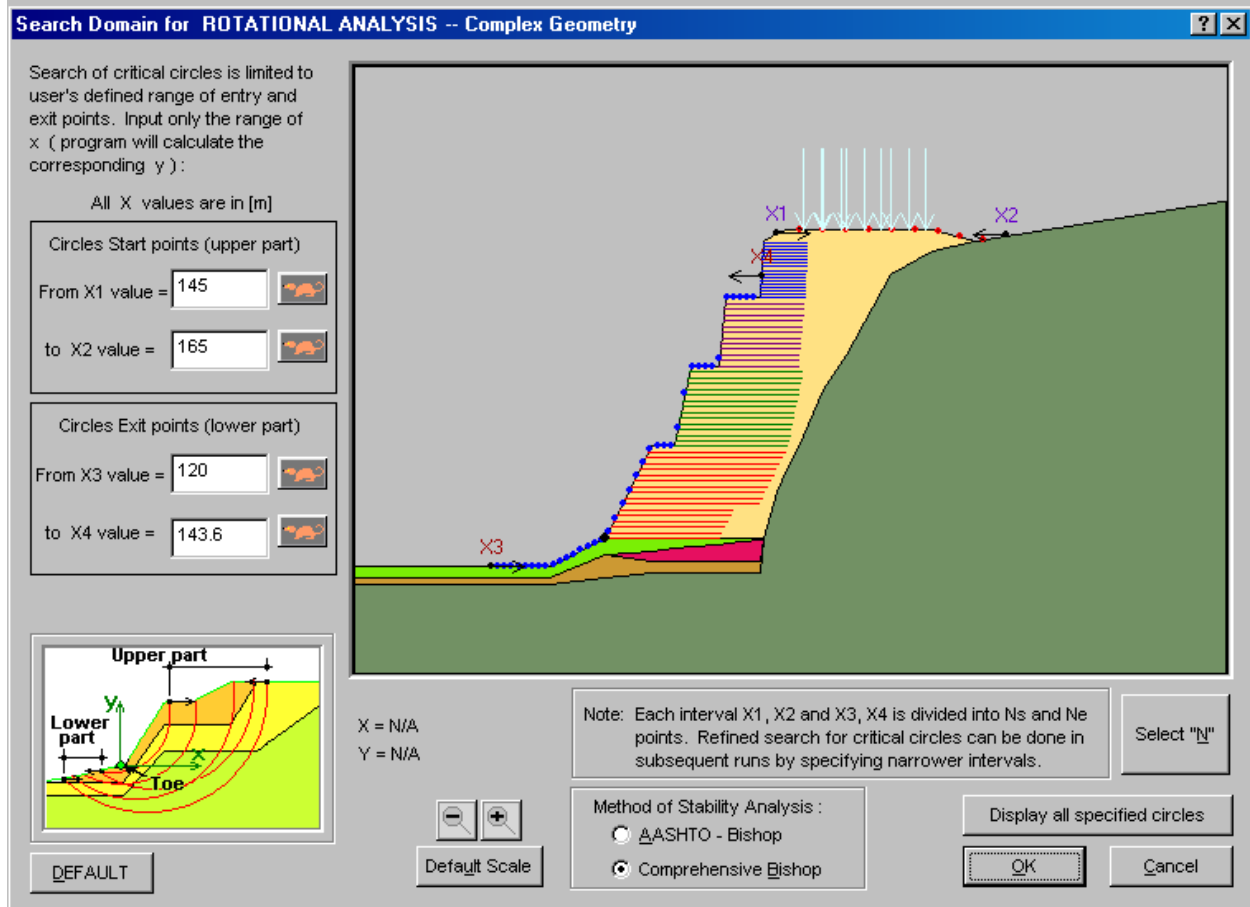 Search Domain for ROTATIONAL ANALYSIS -- Complex Geometry
Search of critical circles is limited to
user's defined range of entry and
exit points. Input only the range of
x ( program will calculate the
corresponding y ) :
All X values are in [m]
Circles Start points (upper part)
From X1 value = 145
to X2 value = 165
Circles Exit points (lower part)
From X3 value = 120
to X4 value = 143.6
X1
X2
X4
X3
Upper part
y
Lower
part
x
Toe
DEFAULT
X = N/A
Y = N/A
Note: Each interval X1, X2 and X3, X4 is divided into Ns and Ne
points. Refined search for critical circles can be done in
subsequent runs by specifying narrower intervals.
Select "N"
Default Scale
Method of Stability Analysis :
AASHTO - Bishop
Comprehensive Bishop
Display all specified circles
OK
Cancel